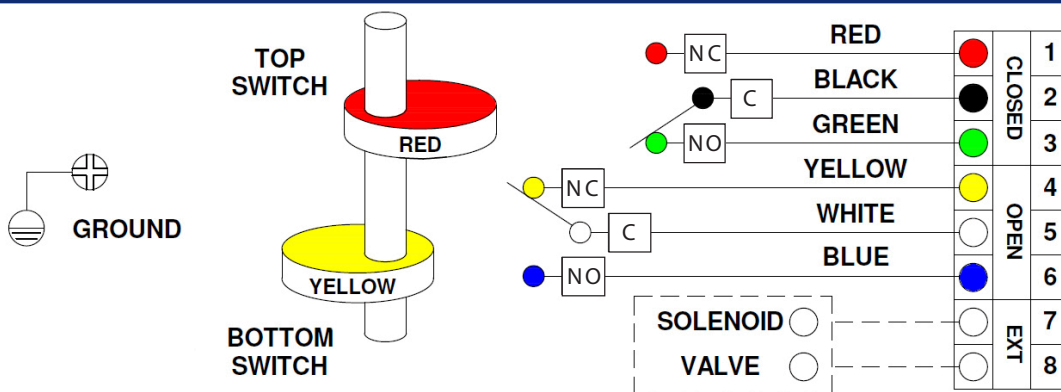 TOP
SWITCH
RED
GROUND
YELLOW
BOTTOM
SWITCH
NC RED 1
C BLACK 2
NO GREEN 3
CLOSED
NC YELLOW 4
C WHITE 5
NO BLUE 6
OPEN
SOLENOID 7
VALVE 8
EXT